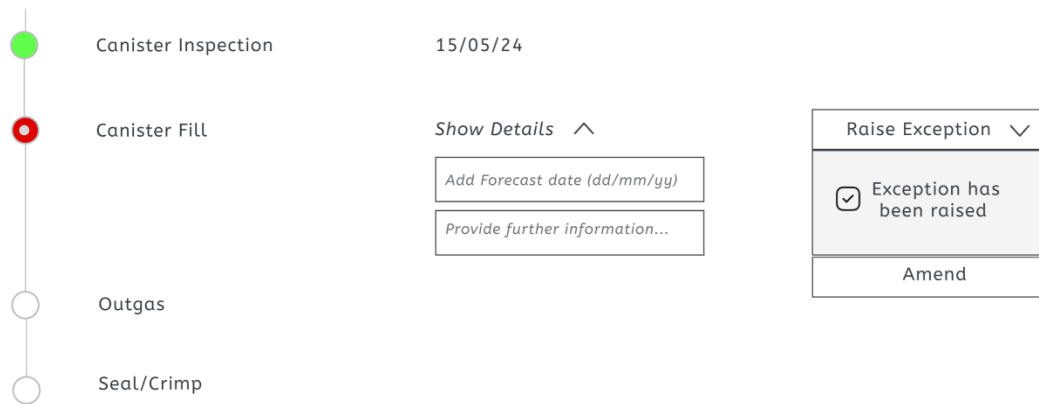 Canister Inspection
15/05/24
Canister Fill
Show Details
Raise Exception
Add Forecast date (dd/mm/yy)
Provide further information...
Exception has
been raised
Amend
Outgas
Seal/Crimp